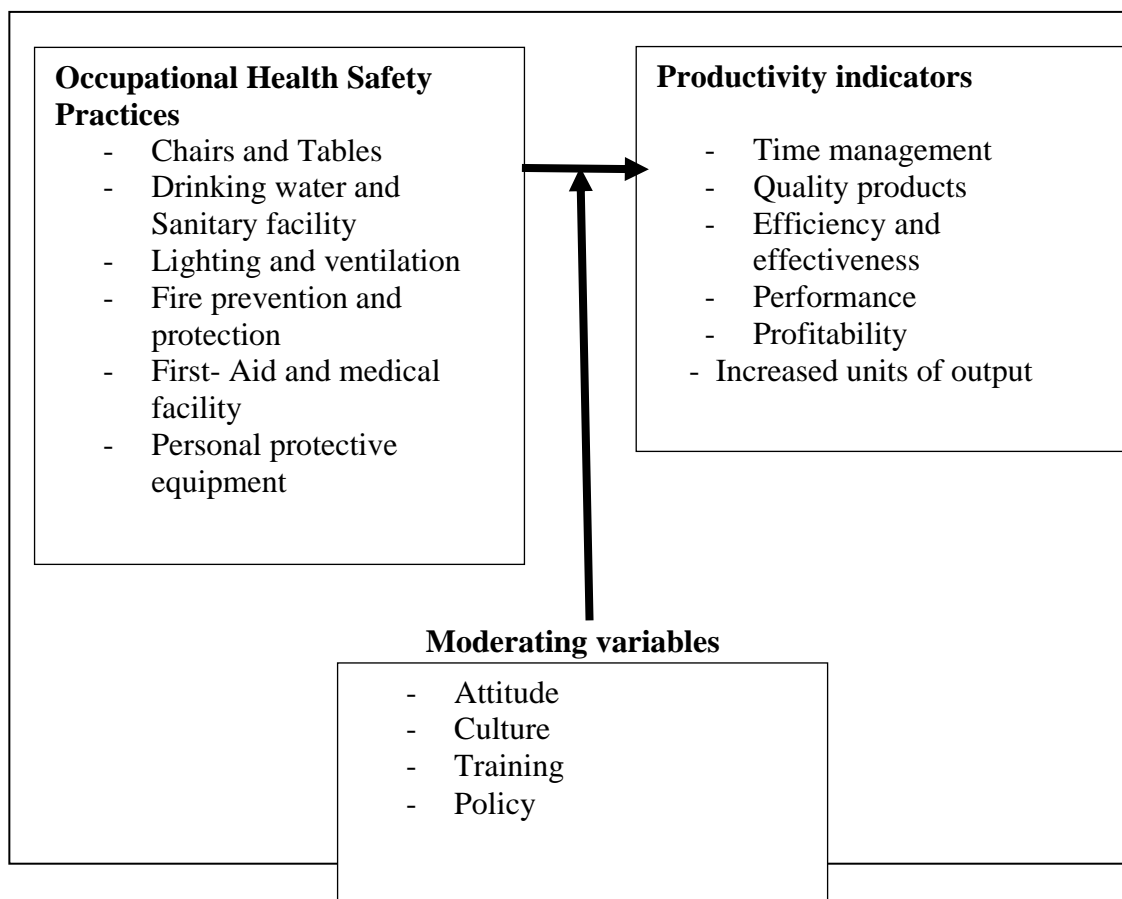 Occupational Health Safety
Practices
- Chairs and Tables
- Drinking water and
Sanitary facility
- Lighting and ventilation
- Fire prevention and
protection
- First- Aid and medical
facility
- Personal protective
equipment
Productivity indicators
- Time management
- Quality products
- Efficiency and
effectiveness
- Performance
- Profitability
- Increased units of output
Moderating variables
- Attitude
- Culture
- Training
- Policy